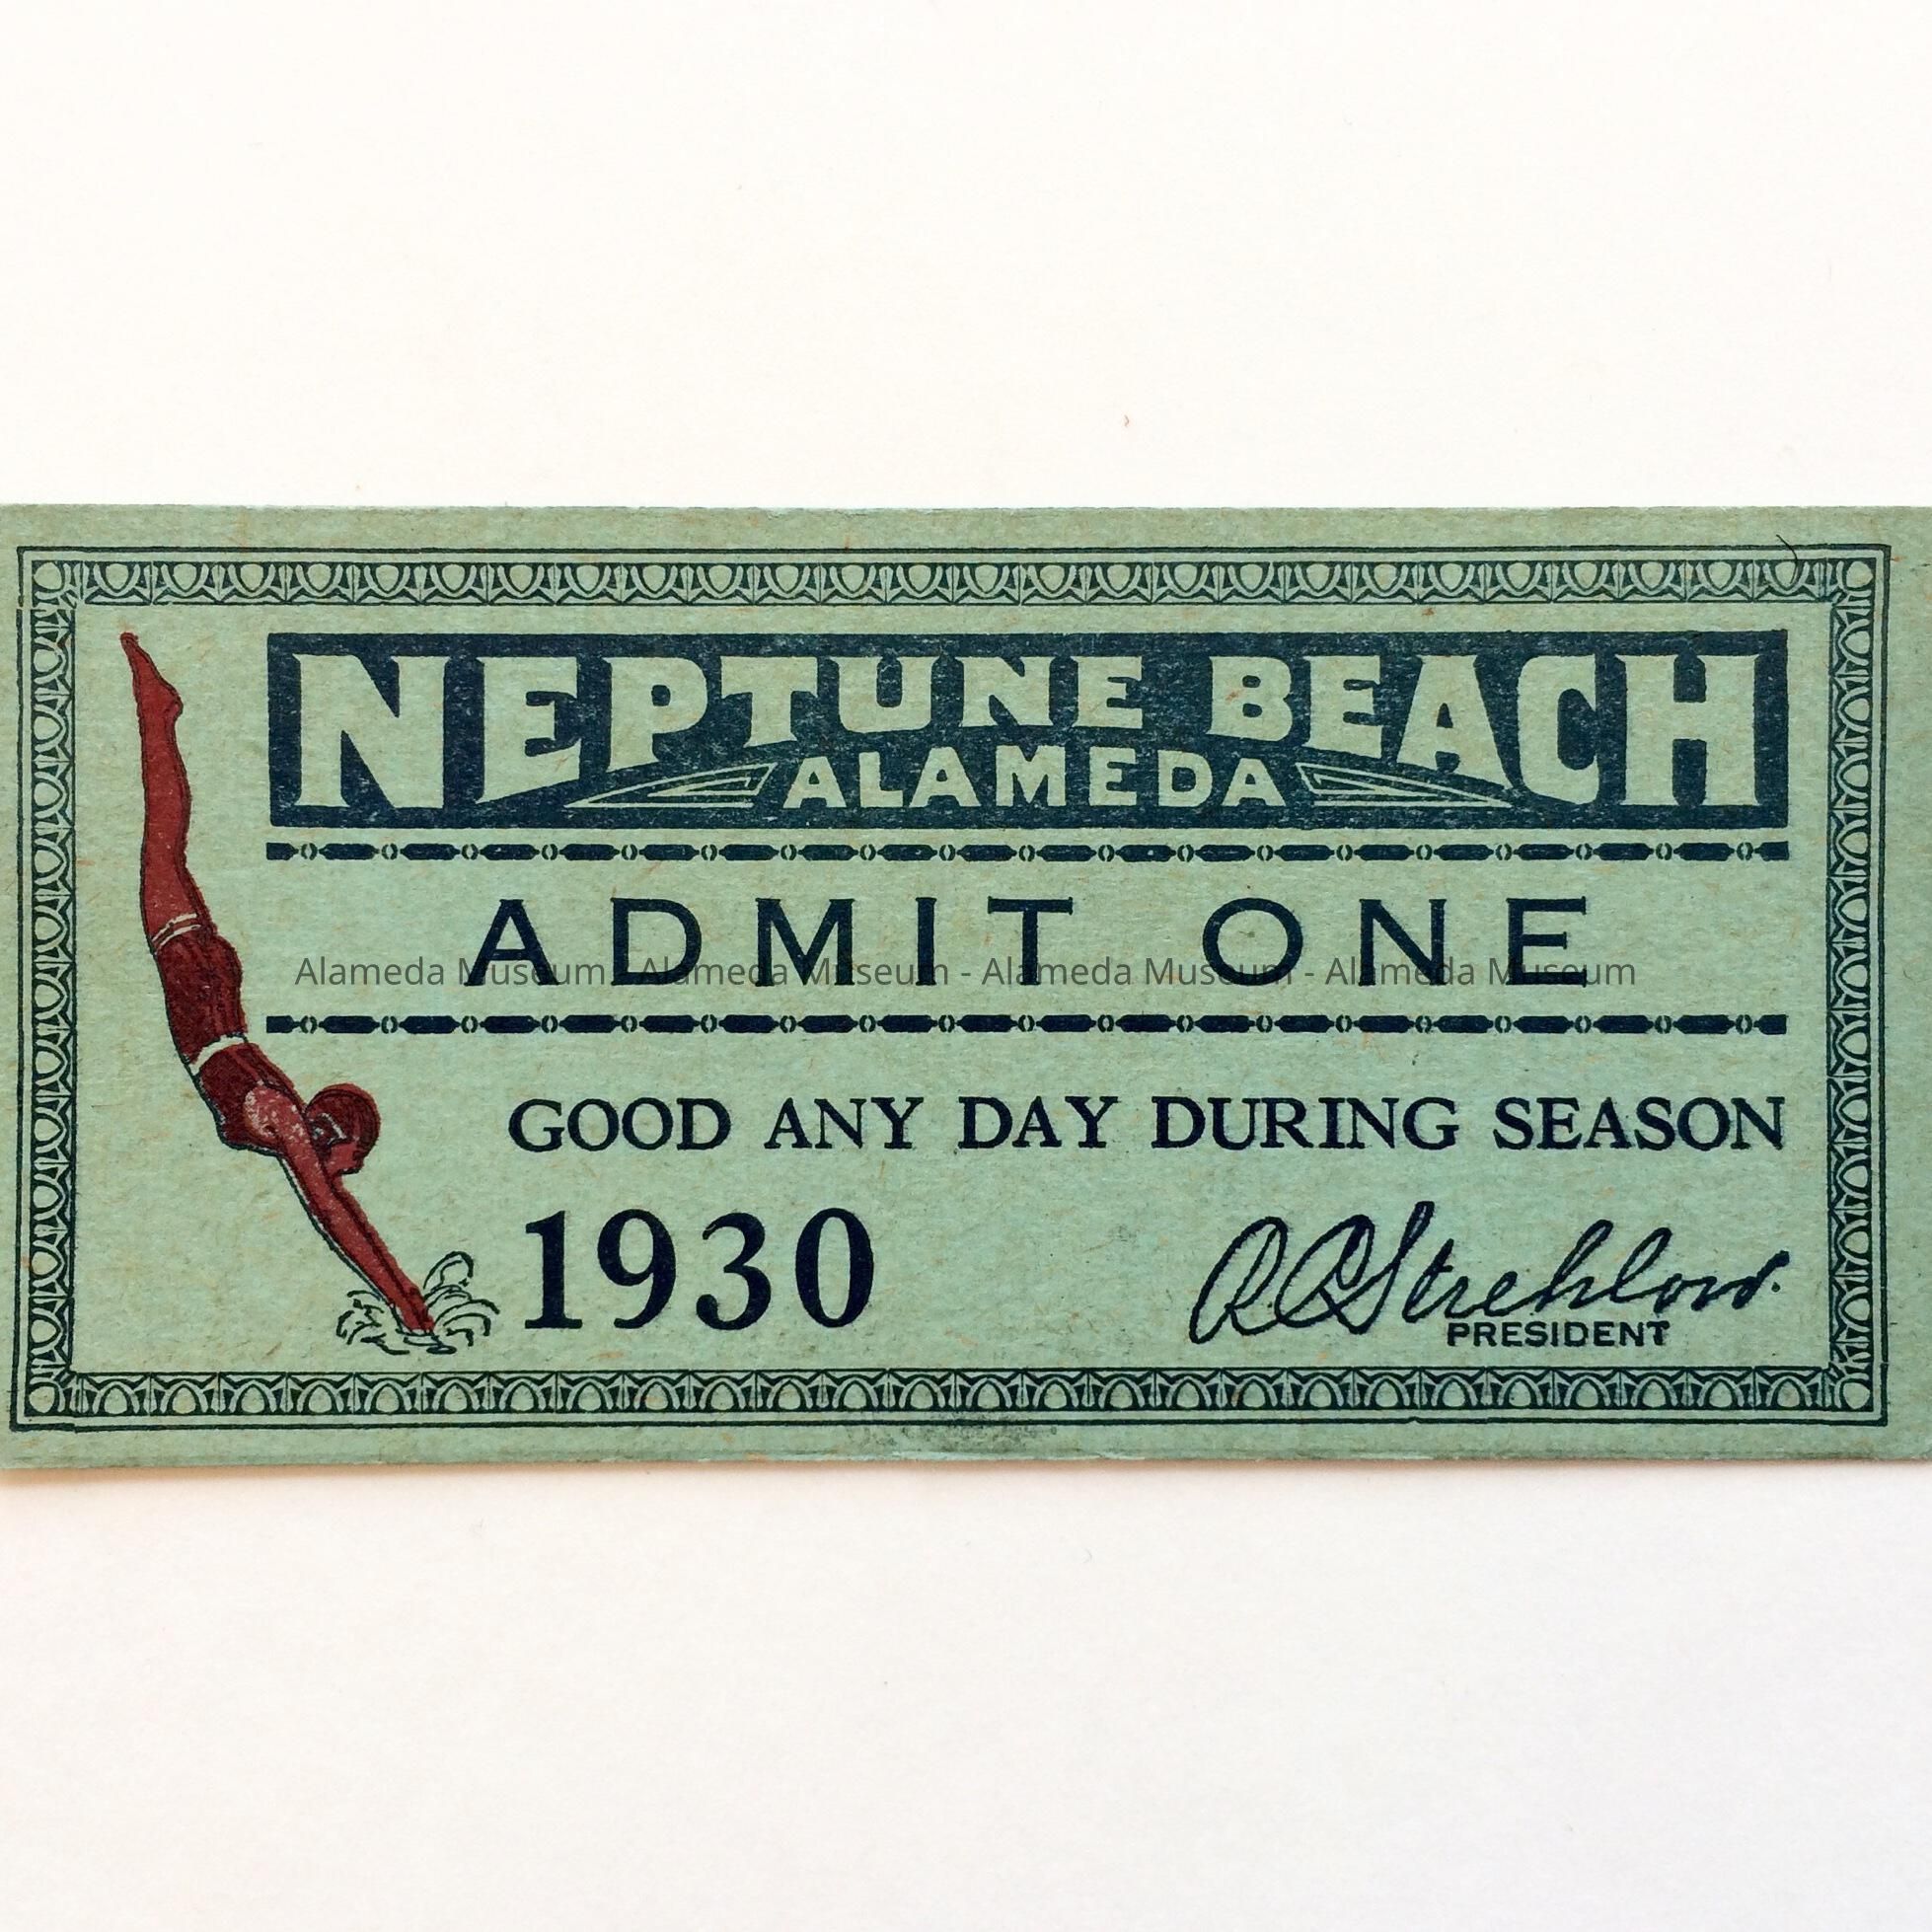 NEPTUNE BEACH
ALAMEDA
ADMIT ONE
Alameda Museum - Alameda Museum - Alameda Museum - Alameda Museum
GOOD ANY DAY DURING SEASON
1930
R C Strehlow.
PRESIDENT